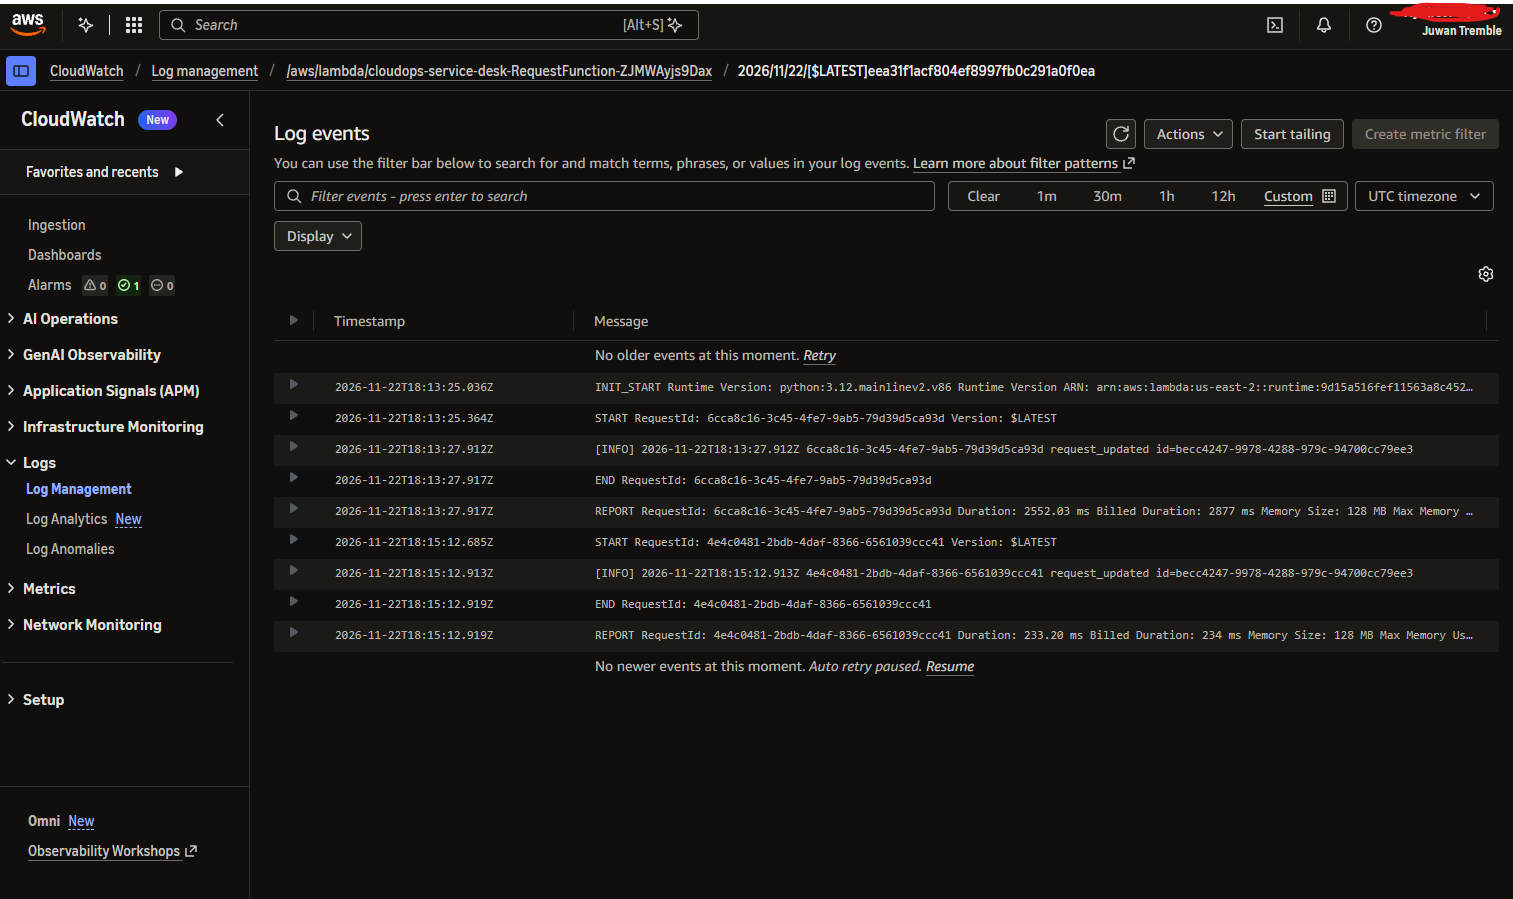 aws
Search [Alt+S]
Juwan Tremble
CloudWatch / Log management / /aws/lambda/cloudops-service-desk-RequestFunction-ZJMWAyjs9Dax / 2026/11/22/[$LATEST]eea31f1acf804ef8997fb0c291a0f0ea
CloudWatch New
Favorites and recents
Ingestion
Dashboards
Alarms 0 1 0
AI Operations
GenAI Observability
Application Signals (APM)
Infrastructure Monitoring
Logs
Log Management
Log Analytics New
Log Anomalies
Metrics
Network Monitoring
Setup
Omni New
Observability Workshops
Log events
Actions
Start tailing
Create metric filter
You can use the filter bar below to search for and match terms, phrases, or values in your log events. Learn more about filter patterns
Filter events - press enter to search
Clear 1m 30m 1h 12h Custom
UTC timezone
Display
Timestamp Message
No older events at this moment. Retry
2026-11-22T18:13:25.036Z INIT_START Runtime Version: python:3.12.mainlinev2.v86 Runtime Version ARN: arn:aws:lambda:us-east-2::runtime:9d15a516fef11563a8c452…
2026-11-22T18:13:25.364Z START RequestId: 6cca8c16-3c45-4fe7-9ab5-79d39d5ca93d Version: $LATEST
2026-11-22T18:13:27.912Z [INFO] 2026-11-22T18:13:27.912Z 6cca8c16-3c45-4fe7-9ab5-79d39d5ca93d request_updated id=becc4247-9978-4288-979c-94700cc79ee3
2026-11-22T18:13:27.917Z END RequestId: 6cca8c16-3c45-4fe7-9ab5-79d39d5ca93d
2026-11-22T18:13:27.917Z REPORT RequestId: 6cca8c16-3c45-4fe7-9ab5-79d39d5ca93d Duration: 2552.03 ms Billed Duration: 2877 ms Memory Size: 128 MB Max Memory …
2026-11-22T18:15:12.685Z START RequestId: 4e4c0481-2bdb-4daf-8366-6561039ccc41 Version: $LATEST
2026-11-22T18:15:12.913Z [INFO] 2026-11-22T18:15:12.913Z 4e4c0481-2bdb-4daf-8366-6561039ccc41 request_updated id=becc4247-9978-4288-979c-94700cc79ee3
2026-11-22T18:15:12.919Z END RequestId: 4e4c0481-2bdb-4daf-8366-6561039ccc41
2026-11-22T18:15:12.919Z REPORT RequestId: 4e4c0481-2bdb-4daf-8366-6561039ccc41 Duration: 233.20 ms Billed Duration: 234 ms Memory Size: 128 MB Max Memory Us…
No newer events at this moment. Auto retry paused. Resume